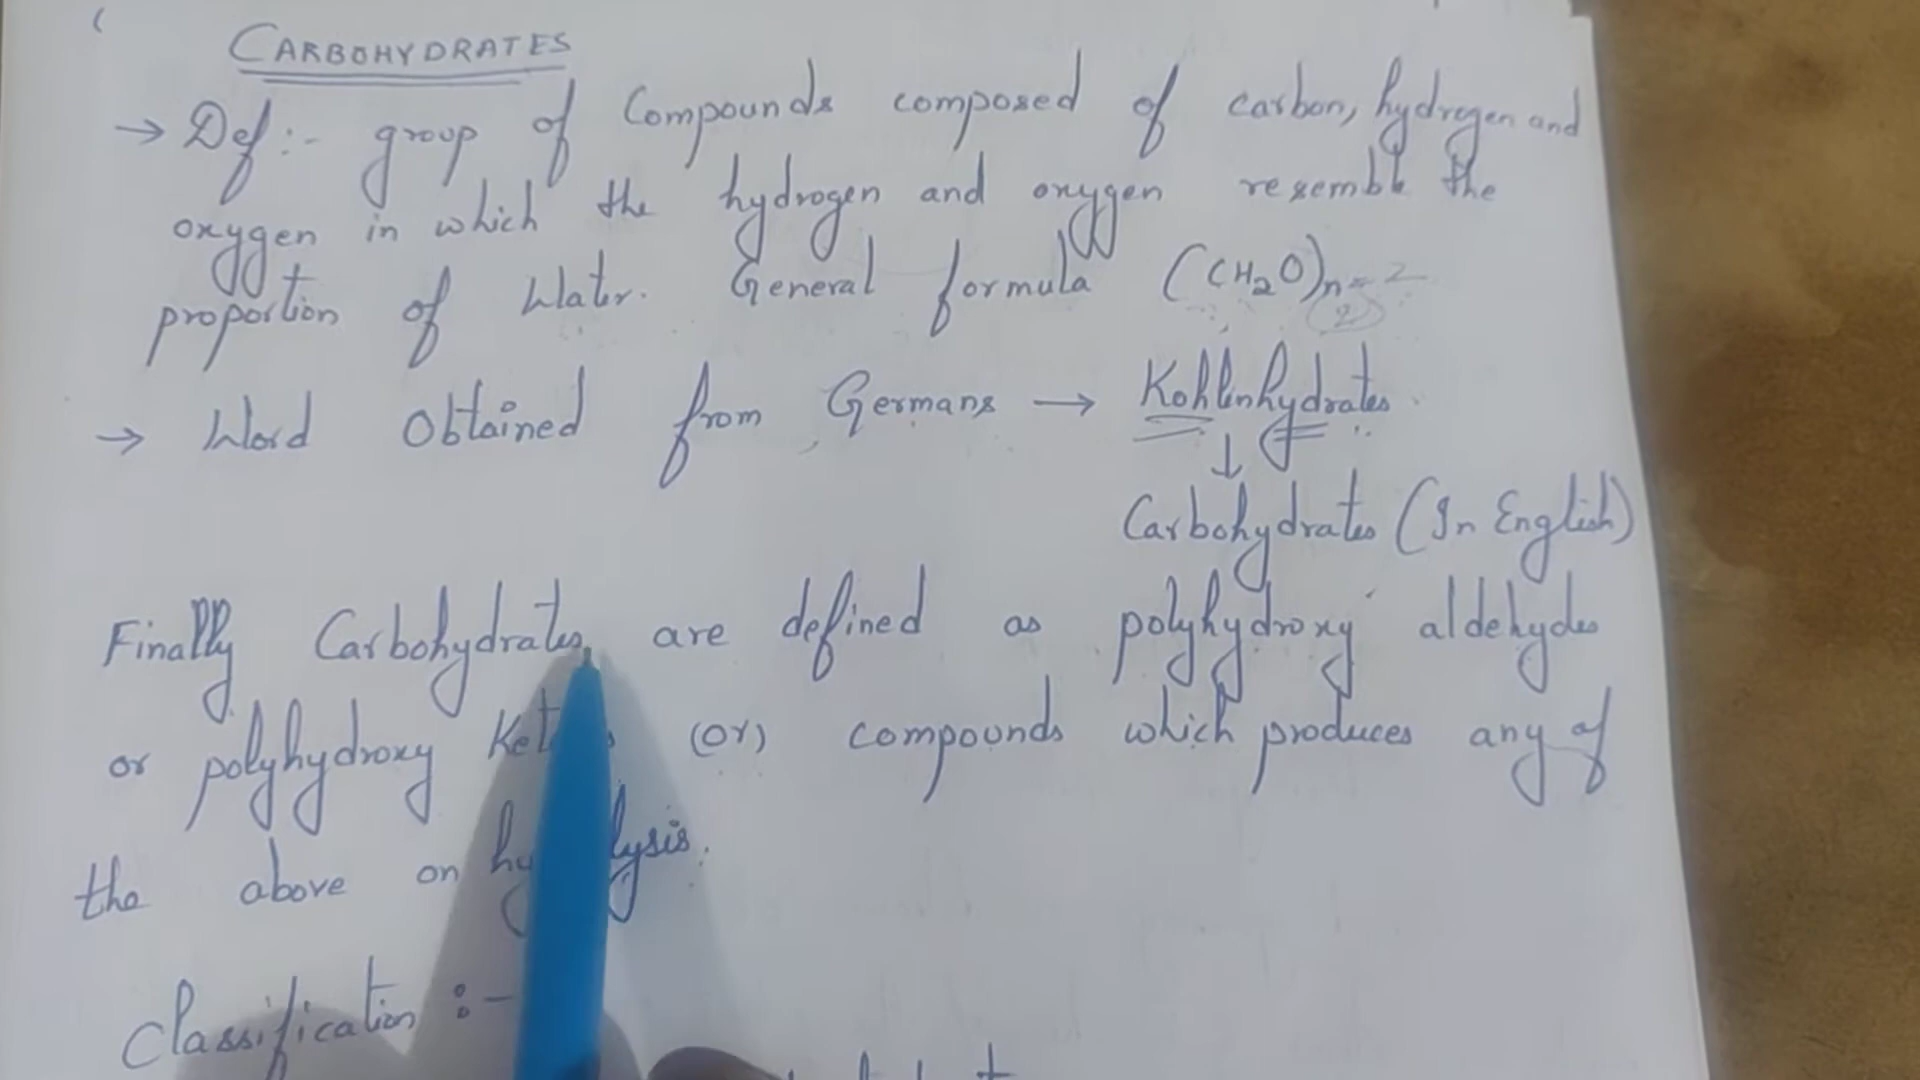 CARBOHYDRATES
→ Def :- group of Compounds composed of carbon, hydrogen and
oxygen in which the hydrogen and oxygen resemble the
proportion of Water. General formula (CH₂O)n = 2
2
→ Word Obtained from Germans → Kohlenhydrates
↓
Carbohydrates (In English)
Finally Carbohydrates are defined as polyhydroxy aldehydes
or polyhydroxy (or) compounds which produces any of
the above on
Classification :-